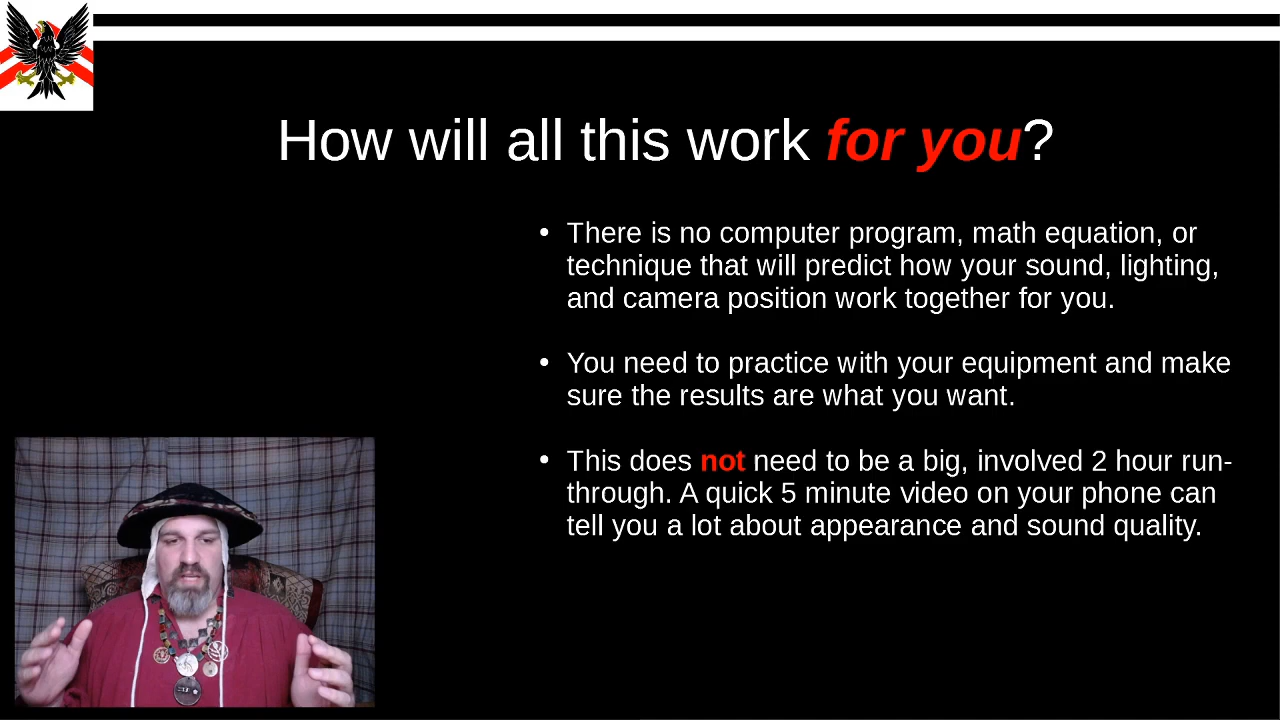 How will all this work for you?
• There is no computer program, math equation, or
technique that will predict how your sound, lighting,
and camera position work together for you.
• You need to practice with your equipment and make
sure the results are what you want.
• This does not need to be a big, involved 2 hour run-
through. A quick 5 minute video on your phone can
tell you a lot about appearance and sound quality.